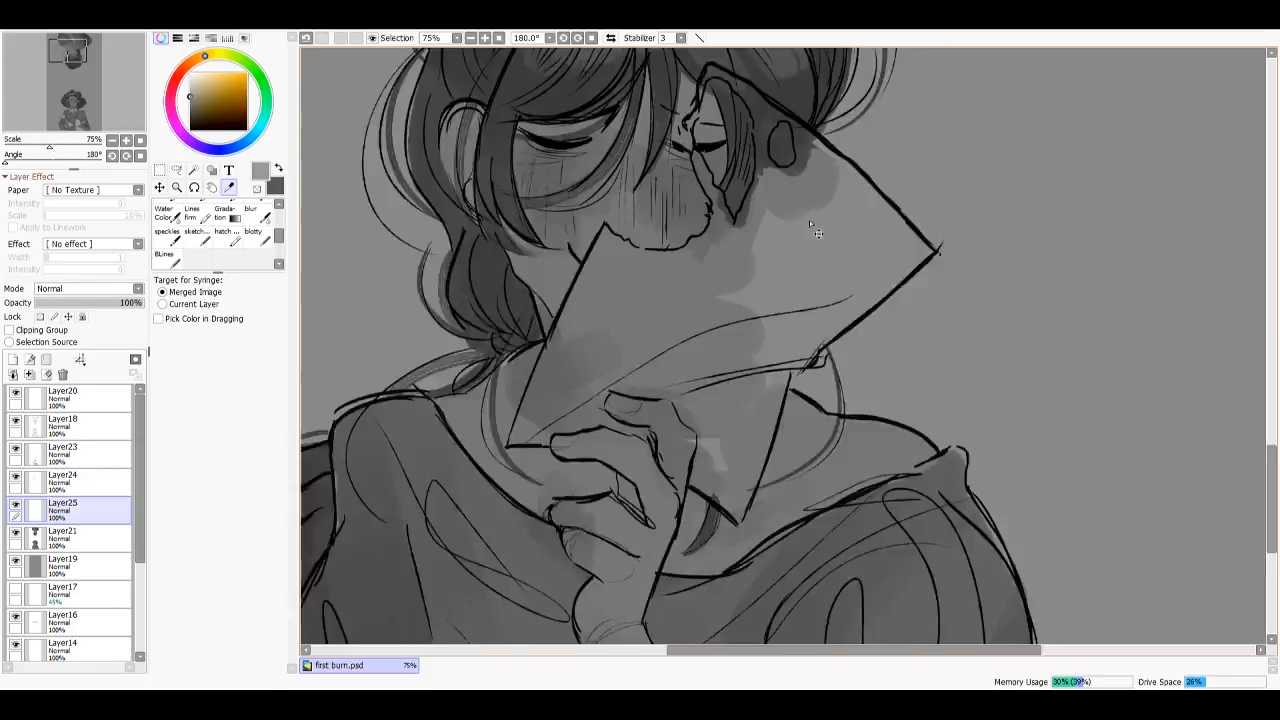 Selection
75%
180.0°
Stabilizer 3
Scale
75%
Angle
180°
Layer Effect
Paper [ No Texture ]
Intensity
0
Scale
10%
Apply to Linework
Effect [ No effect ]
Width
1
Intensity
0
Mode Normal
Opacity 100%
Lock
Clipping Group
Selection Source
Layer20
Normal
100%
Layer18
Normal
100%
Layer23
Normal
100%
Layer24
Normal
100%
Layer25
Normal
100%
Layer21
Normal
100%
Layer19
Normal
100%
Layer17
Normal
Layer16
Normal
100%
Layer14
Normal
100%
T
Water Color
Lines firm
Grada-tion
blur
speckles
sketch...
hatch ...
blotty
BLines
Target for Syringe:
Merged Image
Current Layer
Pick Color in Dragging
first burn.psd
75%
Memory Usage
30% (39%)
Drive Space
26%